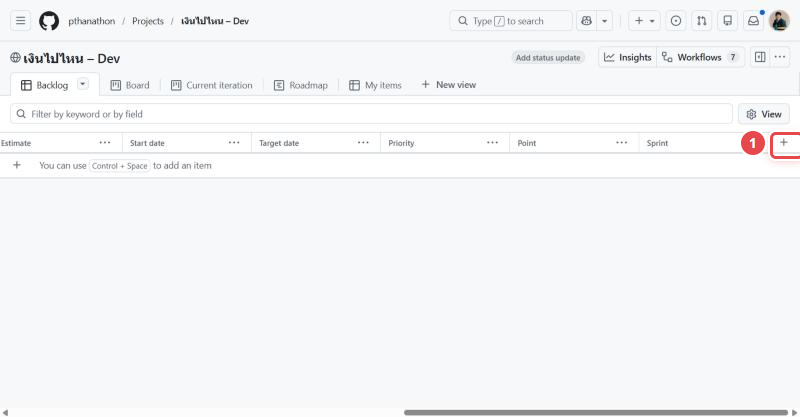 pthanathon / Projects / เงินไปไหน – Dev
Type / to search
เงินไปไหน – Dev
Add status update
Insights
Workflows 7
Backlog
Board
Current iteration
Roadmap
My items
+ New view
Filter by keyword or by field
View
Estimate
Start date
Target date
Priority
Point
Sprint
1
+
+ You can use Control + Space to add an item